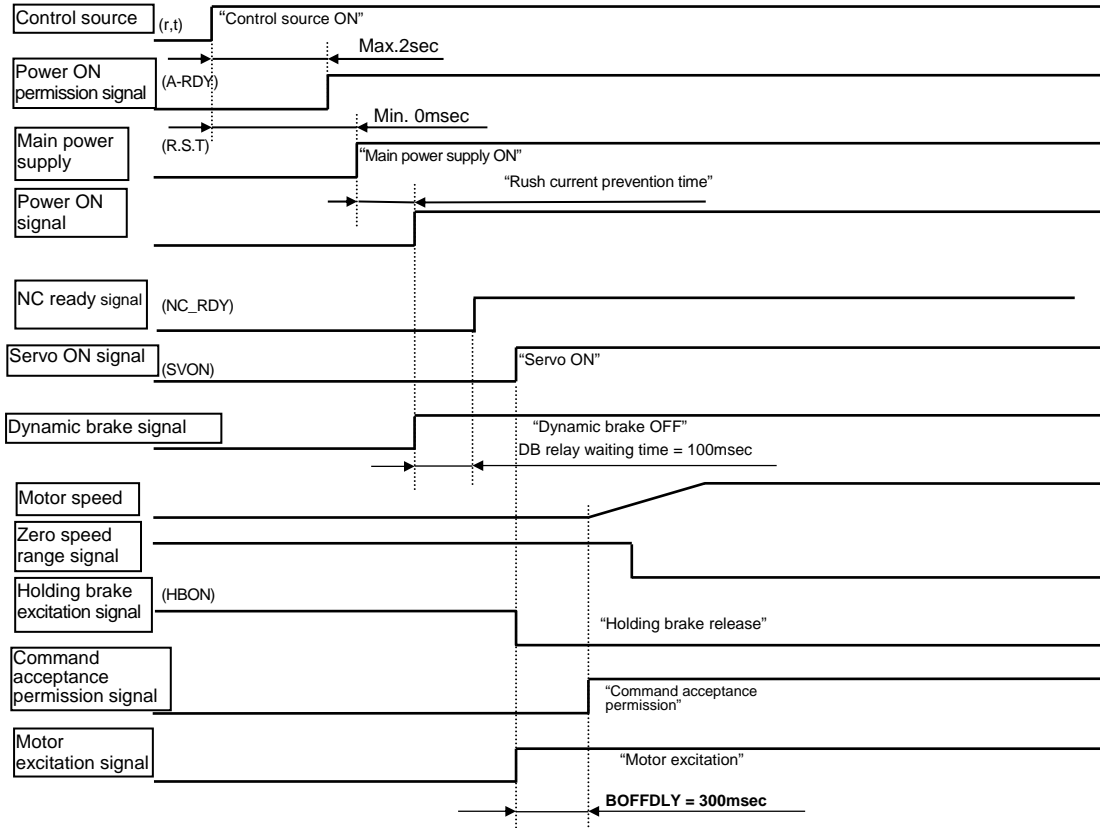 Control source
(r,t)
“Control source ON”
Max.2sec
Power ON
permission signal
(A-RDY)
Min. 0msec
Main power
supply
(R.S.T)
“Main power supply ON”
“Rush current prevention time”
Power ON
signal
NC ready signal
(NC_RDY)
Servo ON signal
(SVON)
“Servo ON”
Dynamic brake signal
“Dynamic brake OFF”
DB relay waiting time = 100msec
Motor speed
Zero speed
range signal
Holding brake
excitation signal
(HBON)
“Holding brake release”
Command
acceptance
permission signal
“Command acceptance
permission”
Motor
excitation signal
“Motor excitation”
BOFFDLY = 300msec